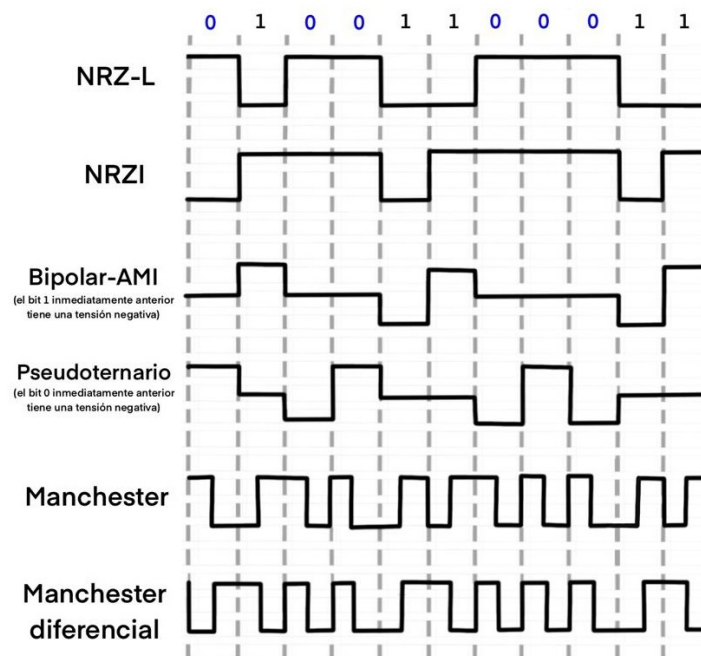 0 1 0 0 1 1 0 0 0 1 1
NRZ-L
NRZI
Bipolar-AMI
(el bit 1 inmediatamente anterior
tiene una tensión negativa)
Pseudoternario
(el bit 0 inmediatamente anterior
tiene una tensión negativa)
Manchester
Manchester
diferencial